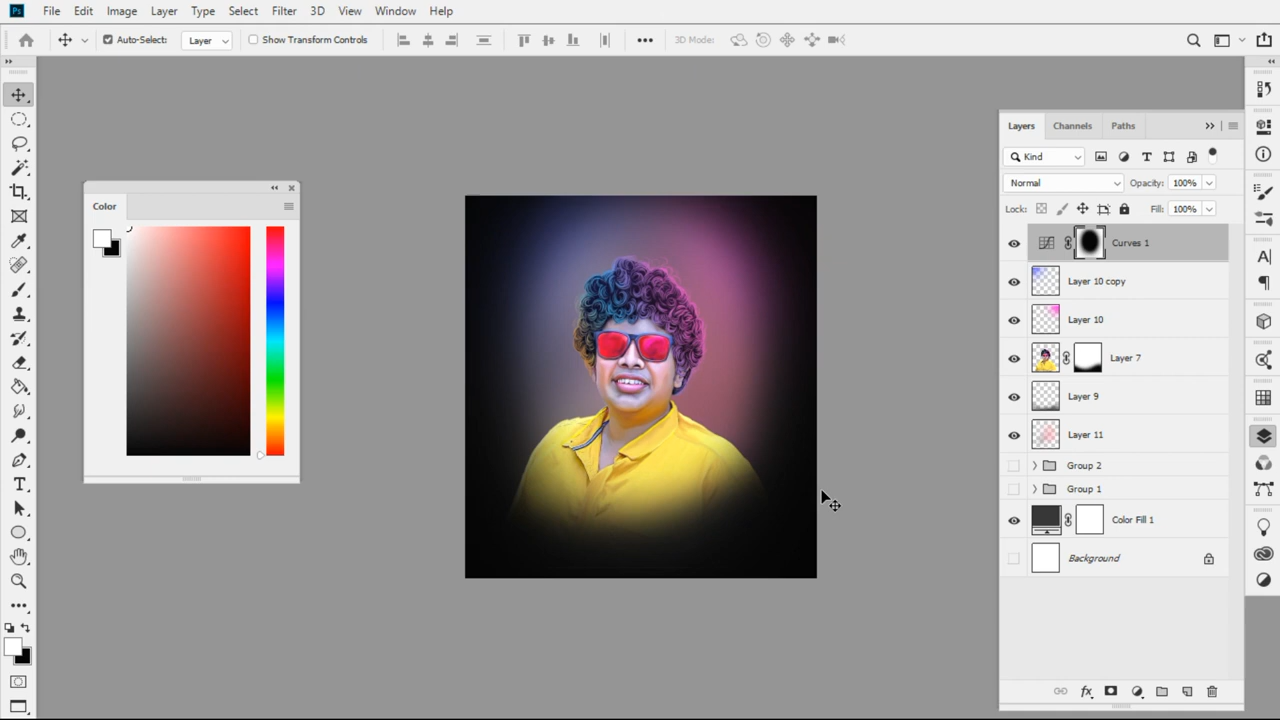 Ps File Edit Image Layer Type Select Filter 3D View Window Help
Auto-Select: Layer Show Transform Controls 3D Mode:
Layers Channels Paths
Kind
Normal Opacity: 100%
Lock: Fill: 100%
Color
Curves 1
Layer 10 copy
Layer 10
Layer 7
Layer 9
Layer 11
Group 2
Group 1
Color Fill 1
Background
fx